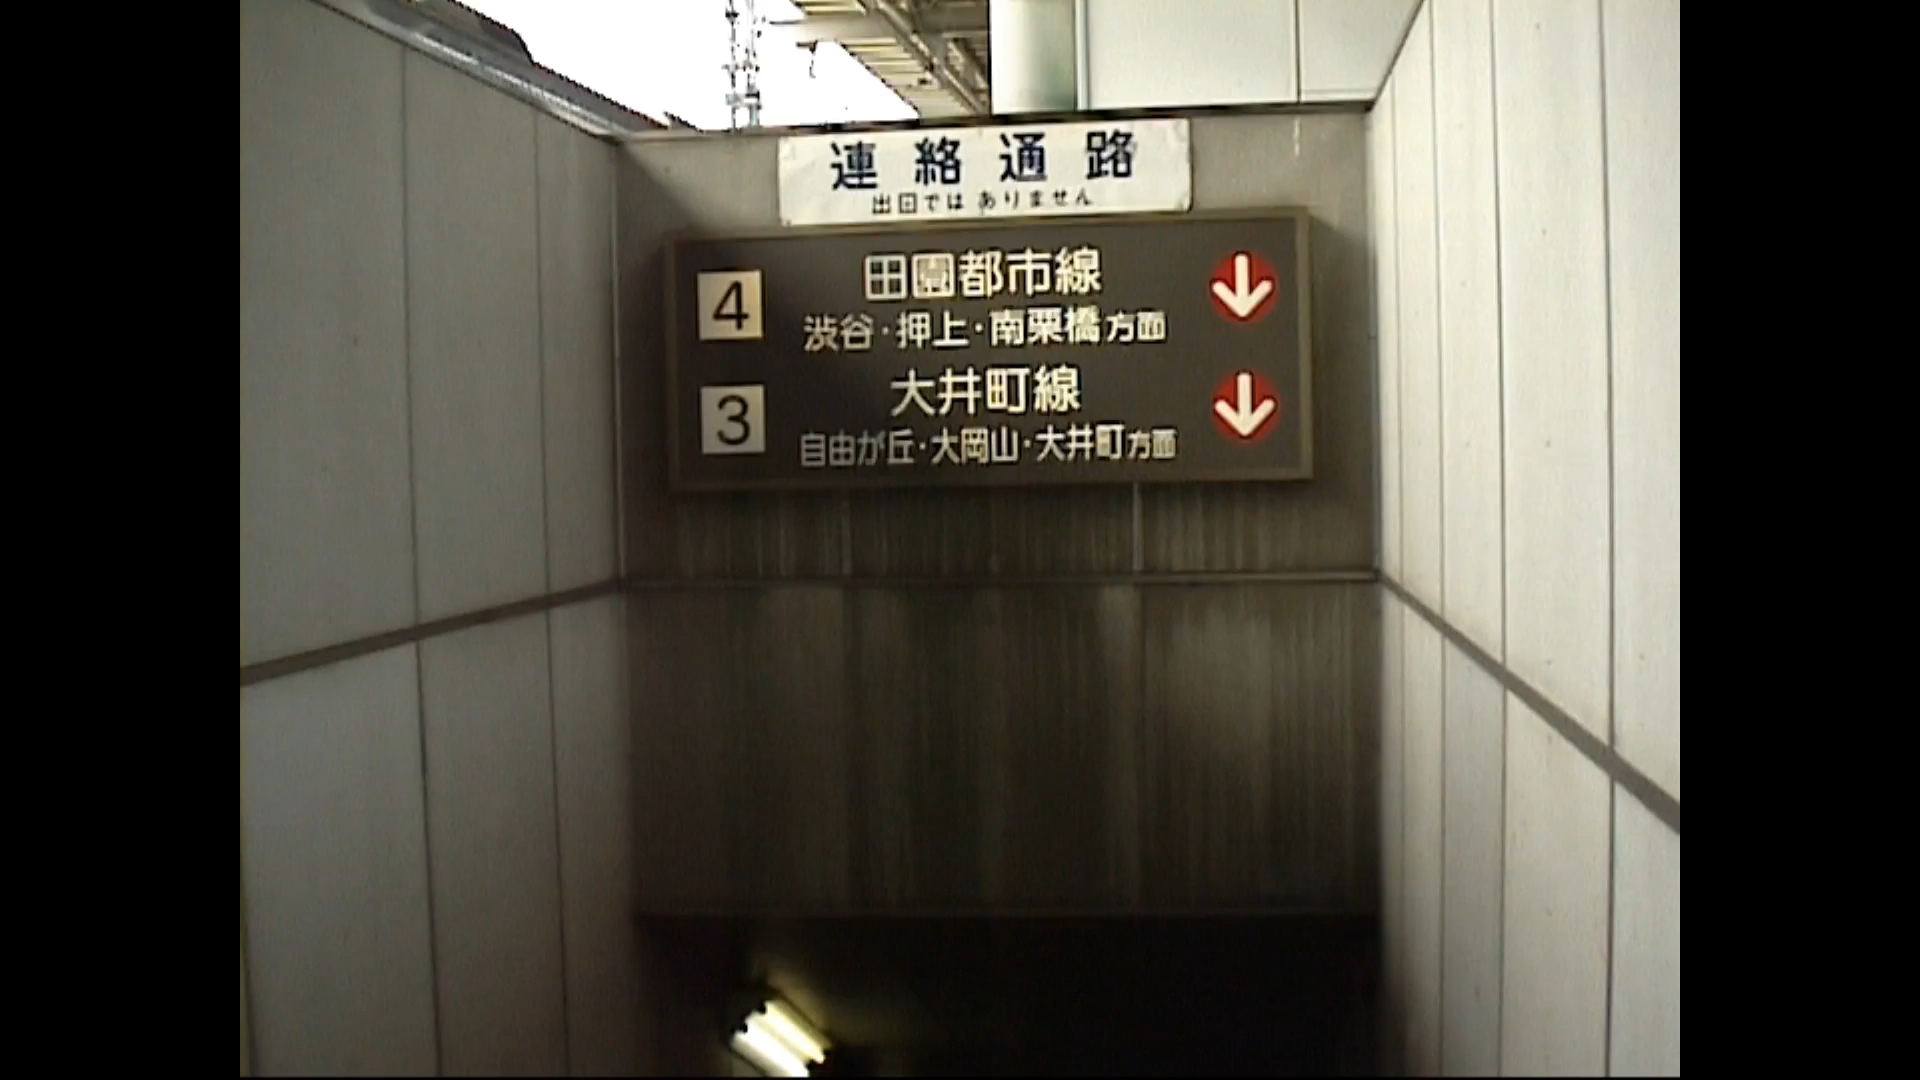 連絡通路
出口ではありません
4 田園都市線
渋谷・押上・南栗橋方面
3 大井町線
自由が丘・大岡山・大井町方面